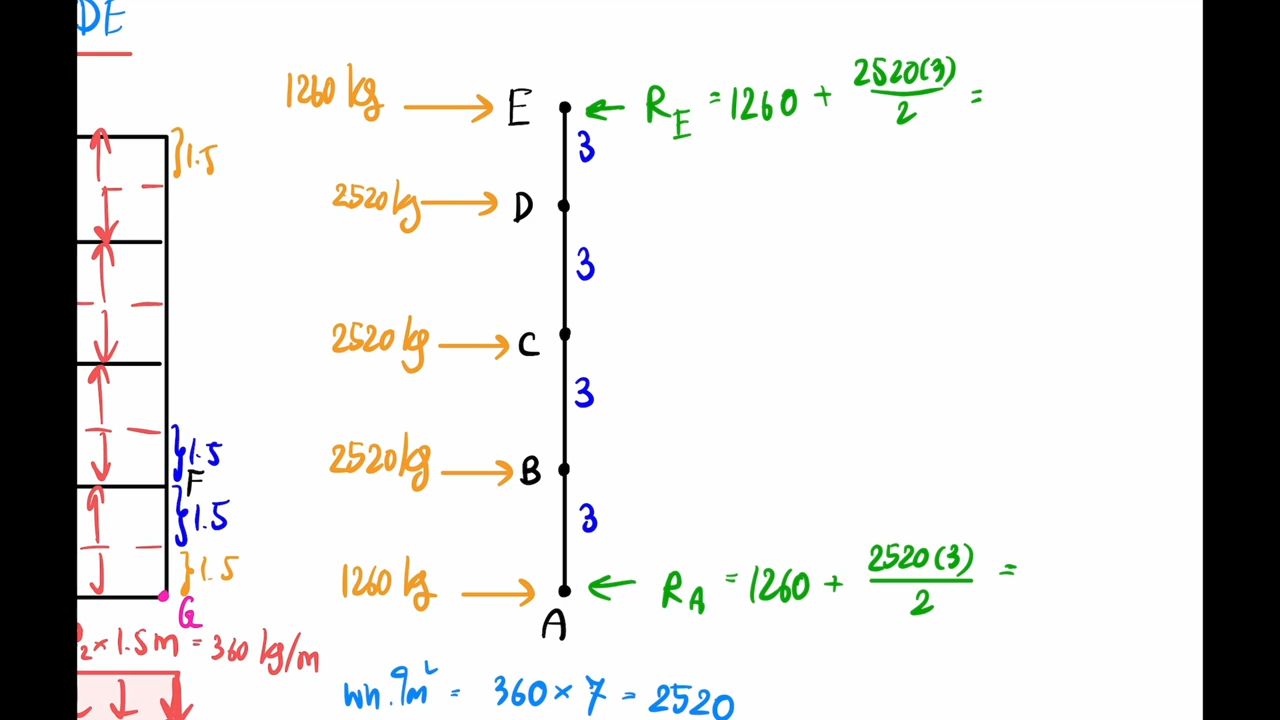 DE
1260 kg → E ← R_E = 1260 + 2520(3)/2 =
}1.5
3
2520 kg → D
3
2520 kg → C
3
}1.5
2520 kg → B
F
}1.5
3
}1.5
1260 kg → A ← R_A = 1260 + 2520(3)/2 =
G
2 × 1.5 m = 360 kg/m
= 360 × 7 = 2520